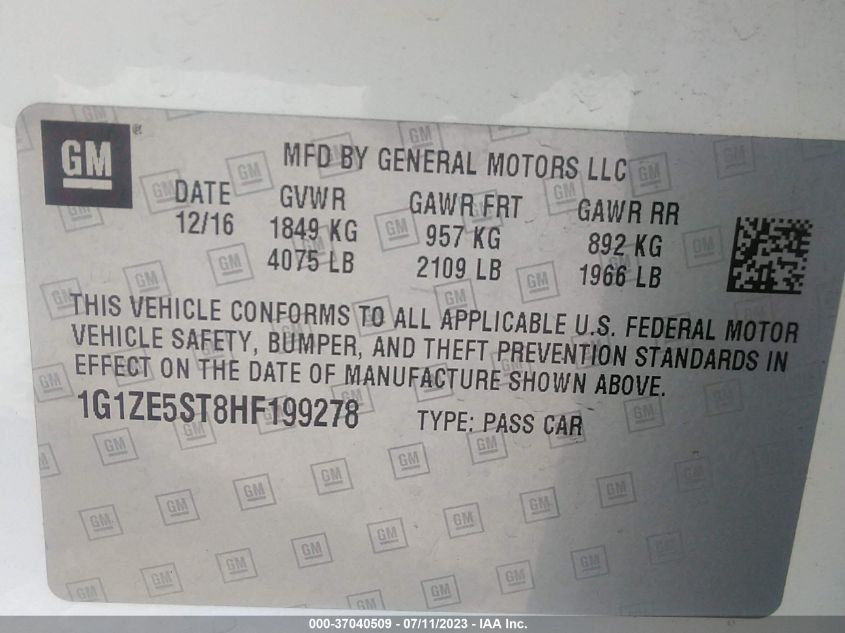 GM
MFD BY GENERAL MOTORS LLC
DATE GVWR GAWR FRT GAWR RR
12/16 1849 KG 957 KG 892 KG
4075 LB 2109 LB 1966 LB
THIS VEHICLE CONFORMS TO ALL APPLICABLE U.S. FEDERAL MOTOR
VEHICLE SAFETY, BUMPER, AND THEFT PREVENTION STANDARDS IN
EFFECT ON THE DATE OF MANUFACTURE SHOWN ABOVE.
1G1ZE5ST8HF199278 TYPE: PASS CAR
000-37040509 - 07/11/2023 - IAA Inc.